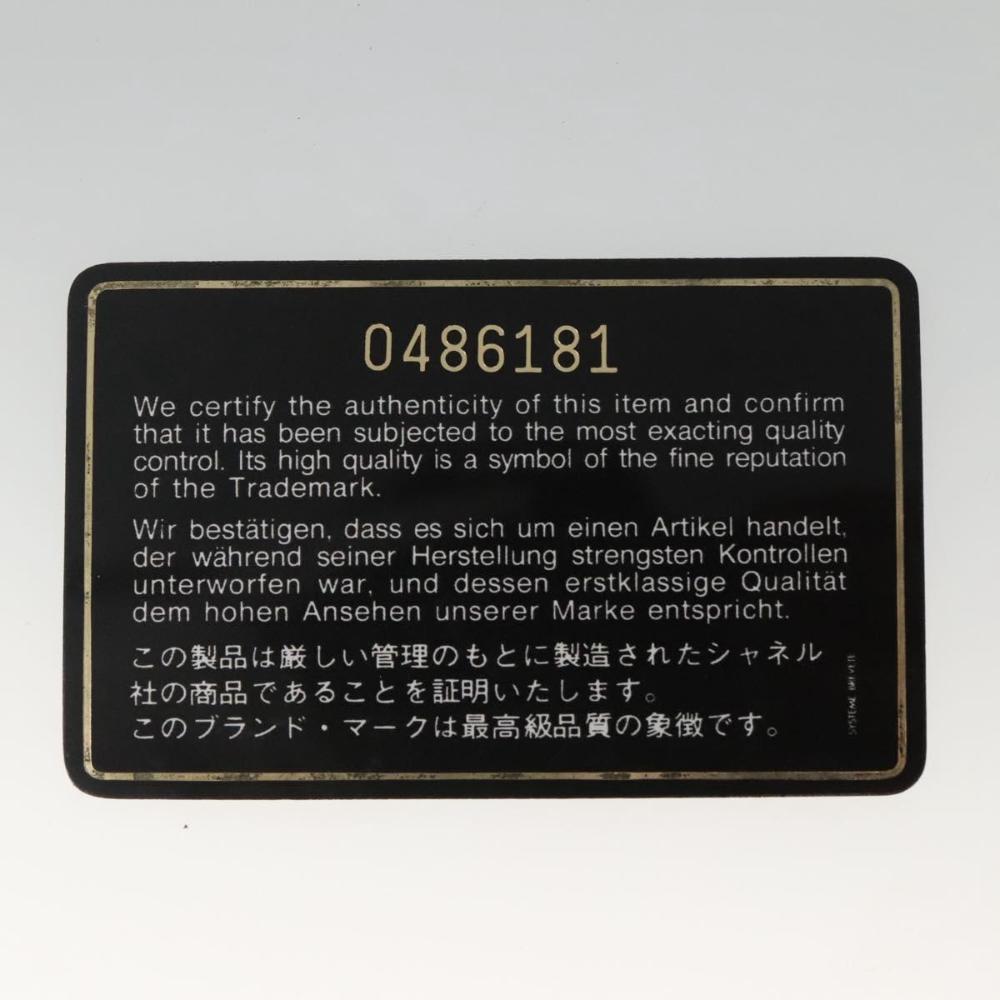 0486181
We certify the authenticity of this item and confirm
that it has been subjected to the most exacting quality
control. Its high quality is a symbol of the fine reputation
of the Trademark.
Wir bestätigen, dass es sich um einen Artikel handelt,
der während seiner Herstellung strengsten Kontrollen
unterworfen war, und dessen erstklassige Qualität
dem hohen Ansehen unserer Marke entspricht.
この製品は厳しい管理のもとに製造されたシャネル
社の商品であることを証明いたします。
このブランド・マークは最高級品質の象徴です。
SYSTEME BREVETE